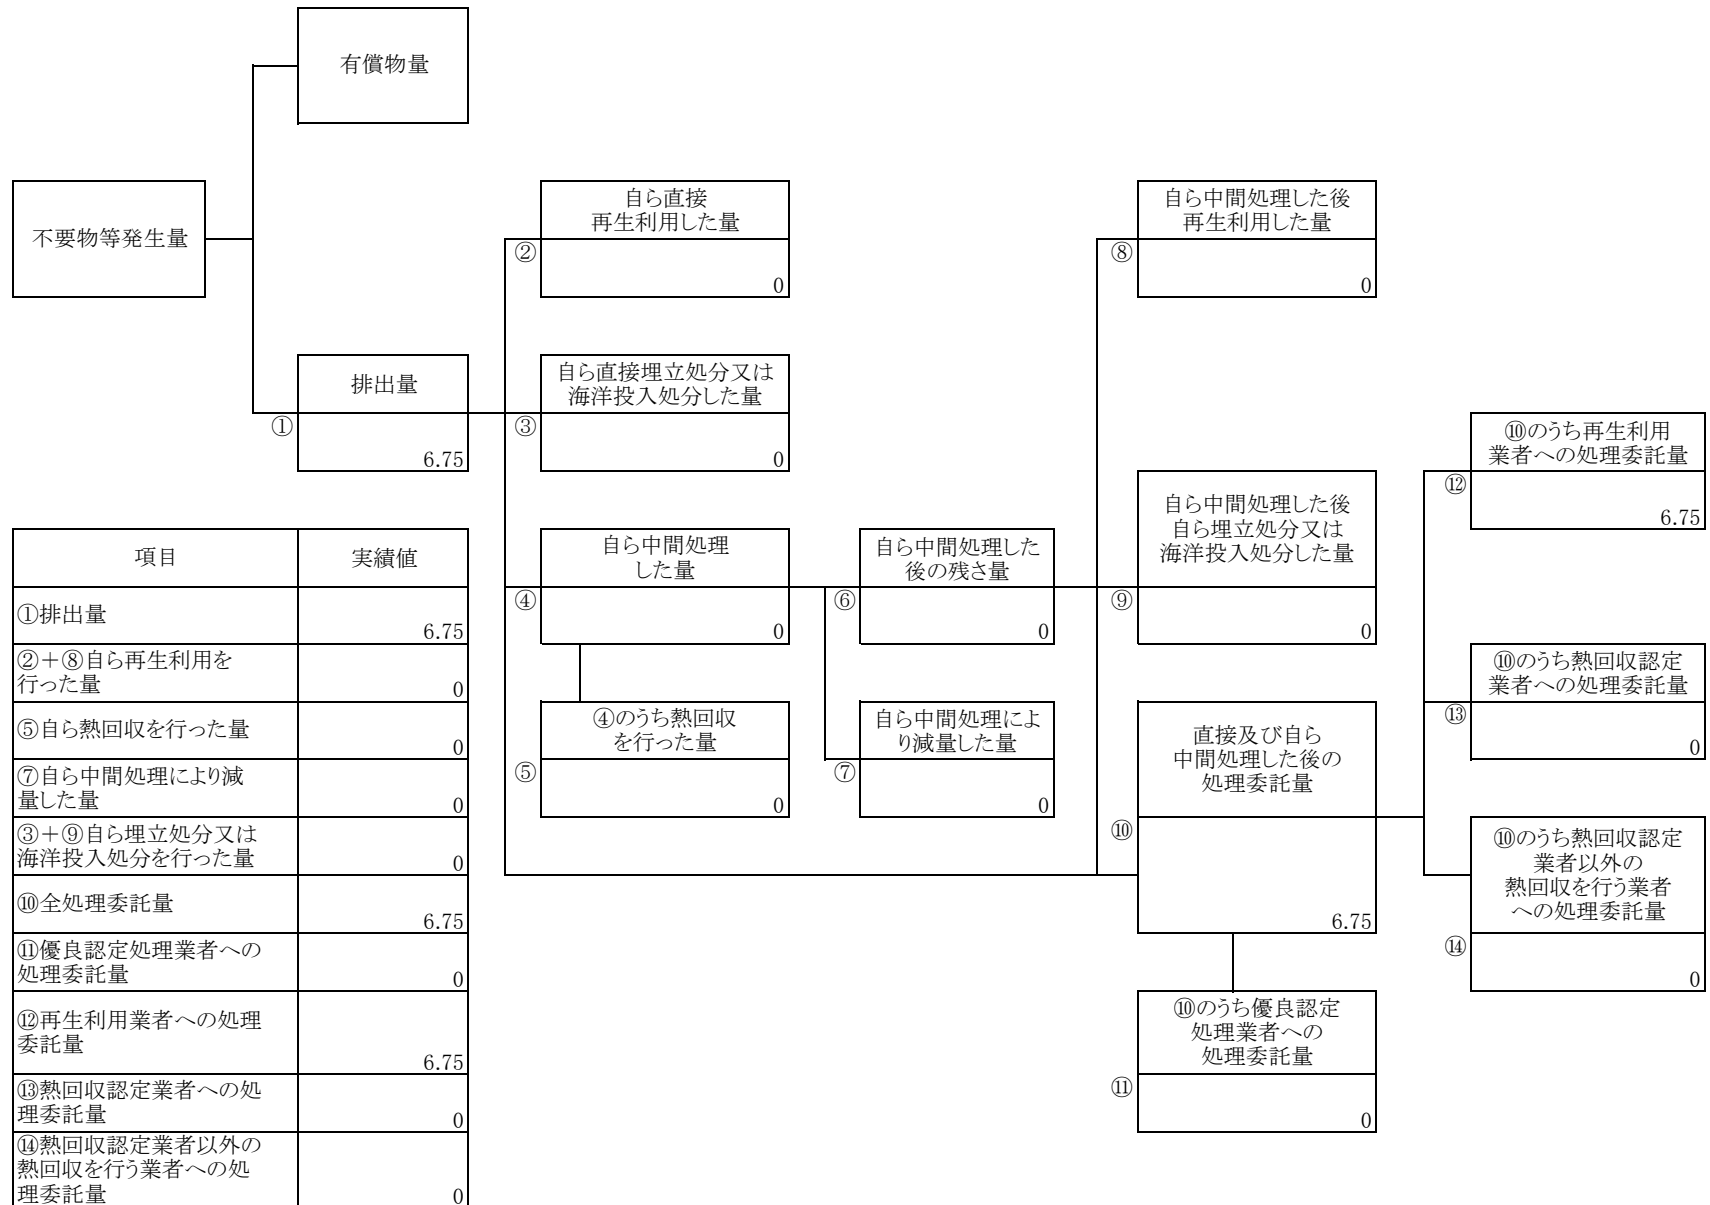 有償物量
不要物等発生量
排出量
①
6.75
自ら直接
再生利用した量
②
0
自ら直接埋立処分又は
海洋投入処分した量
③
0
自ら中間処理
した量
④
0
④のうち熱回収
を行った量
⑤
0
自ら中間処理した
後の残さ量
⑥
0
自ら中間処理によ
り減量した量
⑦
0
自ら中間処理した後
再生利用した量
⑧
0
自ら中間処理した後
自ら埋立処分又は
海洋投入処分した量
⑨
0
直接及び自ら
中間処理した後の
処理委託量
⑩
6.75
⑩のうち優良認定
処理業者への
処理委託量
⑪
0
⑩のうち再生利用
業者への処理委託量
⑫
6.75
⑩のうち熱回収認定
業者への処理委託量
⑬
0
⑩のうち熱回収認定
業者以外の
熱回収を行う業者
への処理委託量
⑭
0
項目 実績値
①排出量
6.75
②＋⑧自ら再生利用を
行った量
0
⑤自ら熱回収を行った量
0
⑦自ら中間処理により減
量した量
0
③＋⑨自ら埋立処分又は
海洋投入処分を行った量
0
⑩全処理委託量
6.75
⑪優良認定処理業者への
処理委託量
0
⑫再生利用業者への処理
委託量
6.75
⑬熱回収認定業者への処
理委託量
0
⑭熱回収認定業者以外の
熱回収を行う業者への処
理委託量
0